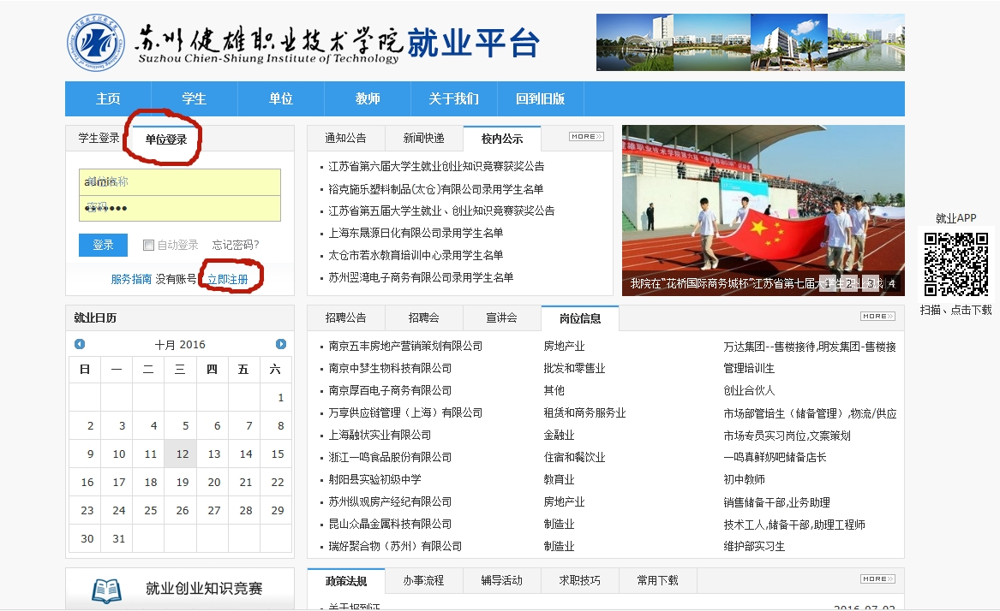 苏州健雄职业技术学院就业平台
Suzhou Chien-Shiung Institute of Technology
主页 学生 单位 教师 关于我们 回到旧版
学生登录 单位登录
admin
密码
登录 自动登录 忘记密码?
服务指南 没有账号 立即注册
通知公告 新闻快递 校内公示 MORE>>
江苏省第六届大学生就业创业知识竞赛获奖公告
裕克施乐塑料制品(太仓)有限公司录用学生名单
江苏省第五届大学生就业、创业知识竞赛获奖公告
上海东晟源日化有限公司录用学生名单
太仓市若水教育培训中心录用学生名单
苏州翌湾电子商务有限公司录用学生名单
我院在“花桥国际商务城杯”江苏省第七届大学生职业规划
1 2 3 4
就业APP
扫描、点击下载
就业日历
十月 2016
日 一 二 三 四 五 六
1
2 3 4 5 6 7 8
9 10 11 12 13 14 15
16 17 18 19 20 21 22
23 24 25 26 27 28 29
30 31
招聘公告 招聘会 宣讲会 岗位信息 MORE>>
南京五丰房地产营销策划有限公司 房地产业 万达集团--售楼接待,明发集团-售楼接
南京中梦生物科技有限公司 批发和零售业 管理培训生
南京厚百电子商务有限公司 其他 创业合伙人
万享供应链管理（上海）有限公司 租赁和商务服务业 市场部管培生（储备管理）,物流/供应
上海融状实业有限公司 金融业 市场专员实习岗位,文案策划
浙江一鸣食品股份有限公司 住宿和餐饮业 一鸣真鲜奶吧储备店长
射阳县实验初级中学 教育业 初中教师
苏州纵观房产经纪有限公司 房地产业 销售储备干部,业务助理
昆山众晶金属科技有限公司 制造业 技术工人,储备干部,助理工程师
瑞好聚合物（苏州）有限公司 制造业 维护部实习生
就业创业知识竞赛
政策法规 办事流程 辅导活动 求职技巧 常用下载 MORE>>
关于报到证 2016-07-02